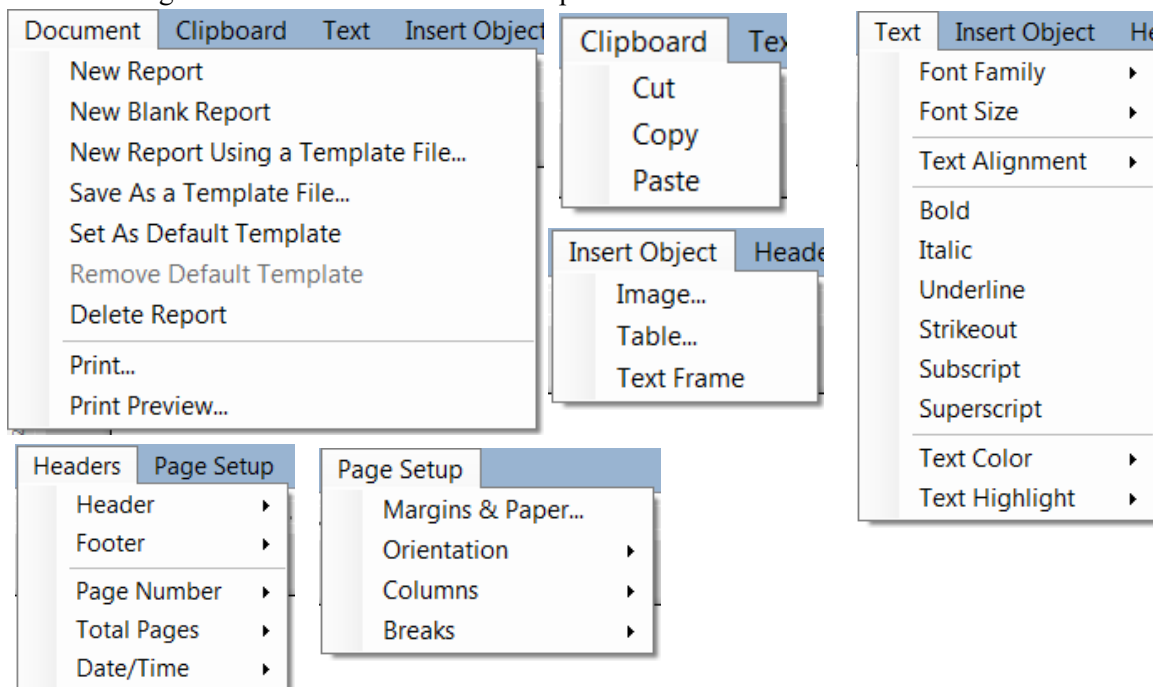 Document Clipboard Text Insert Object
New Report
New Blank Report
New Report Using a Template File...
Save As a Template File...
Set As Default Template
Remove Default Template
Delete Report
Print...
Print Preview...
Clipboard Tex
Cut
Copy
Paste
Insert Object Heade
Image...
Table...
Text Frame
Text Insert Object He
Font Family
Font Size
Text Alignment
Bold
Italic
Underline
Strikeout
Subscript
Superscript
Text Color
Text Highlight
Headers Page Setup
Header
Footer
Page Number
Total Pages
Date/Time
Page Setup
Margins & Paper...
Orientation
Columns
Breaks